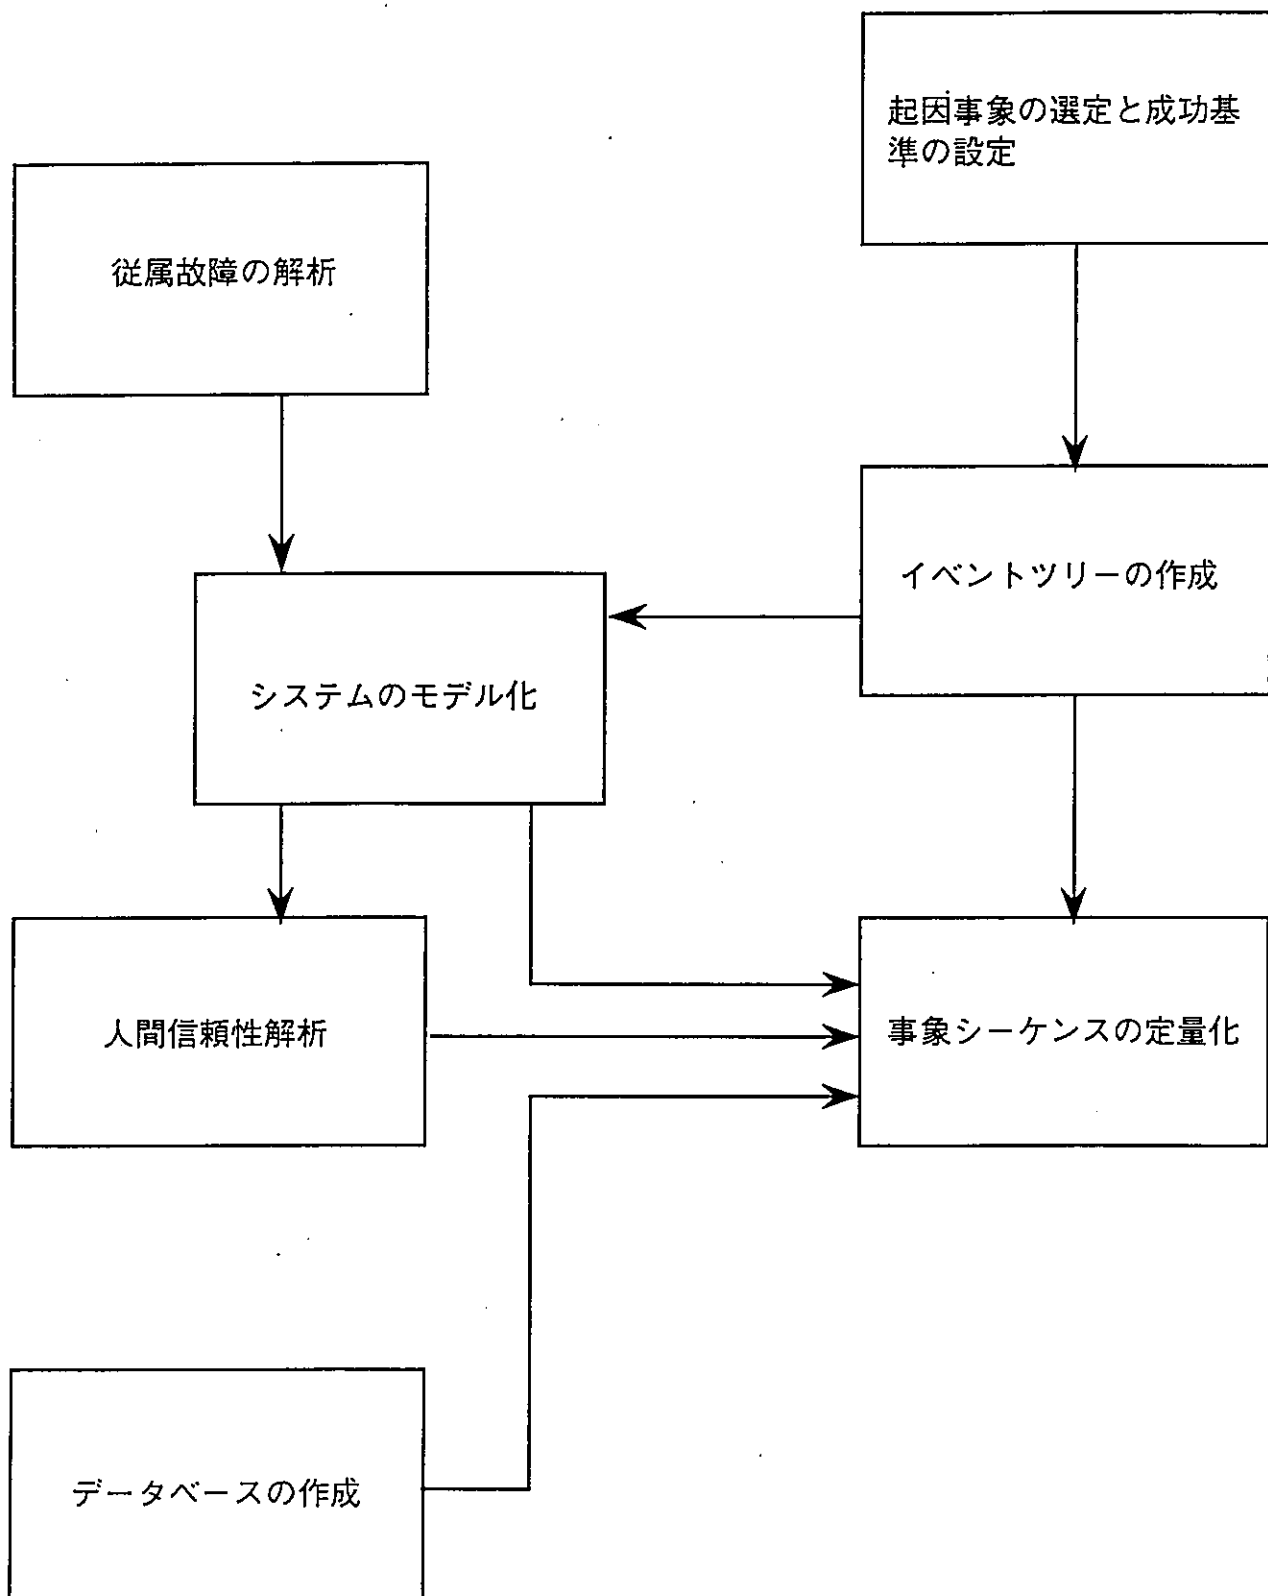 起因事象の選定と成功基
準の設定
従属故障の解析
イベントツリーの作成
システムのモデル化
人間信頼性解析
事象シーケンスの定量化
データベースの作成